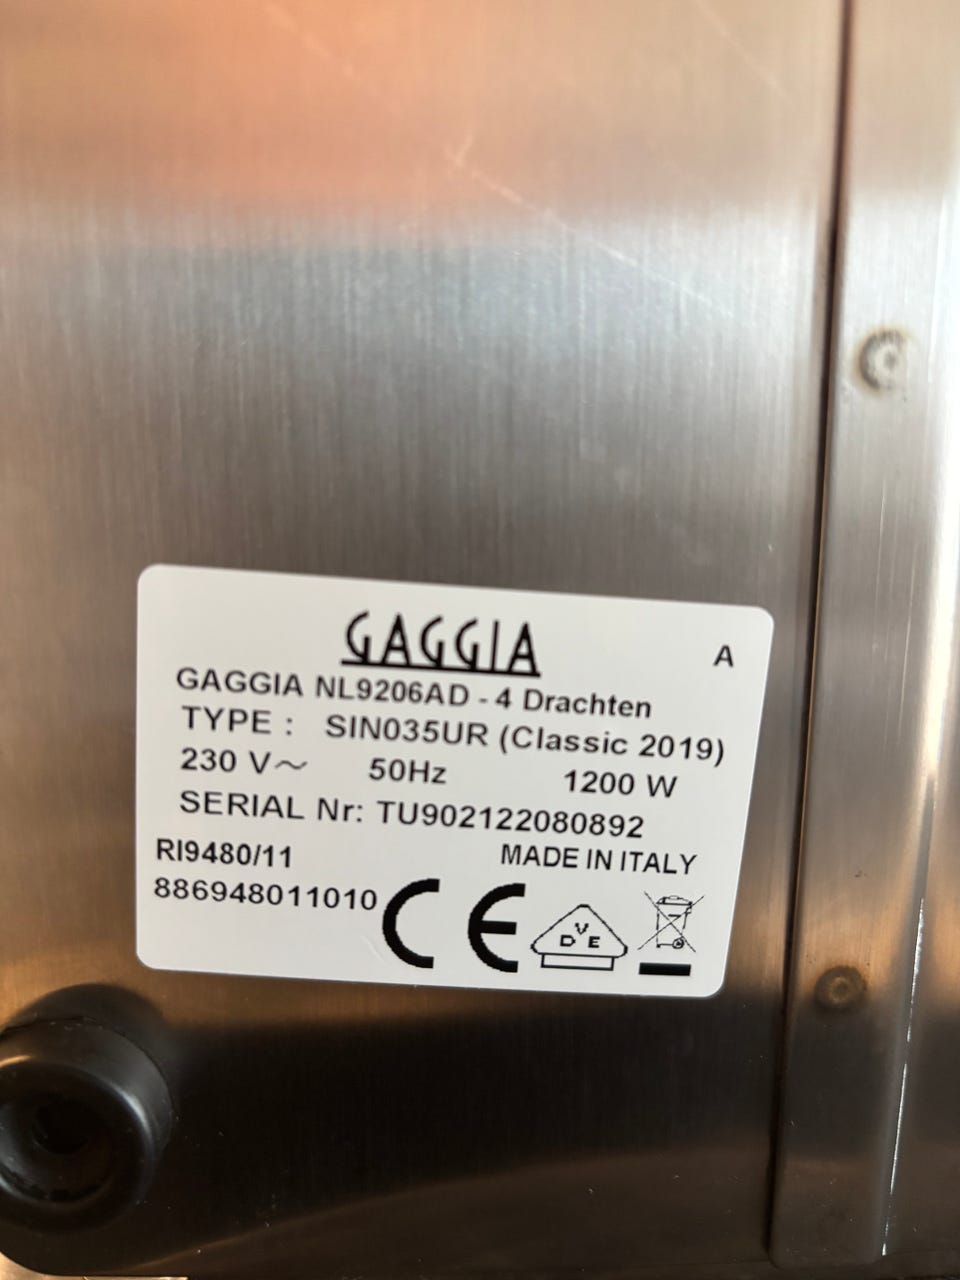 GAGGIA
A
GAGGIA NL9206AD - 4 Drachten
TYPE : SIN035UR (Classic 2019)
230 V~ 50Hz 1200 W
SERIAL Nr: TU902122080892
RI9480/11 MADE IN ITALY
886948011010 CE
VDE